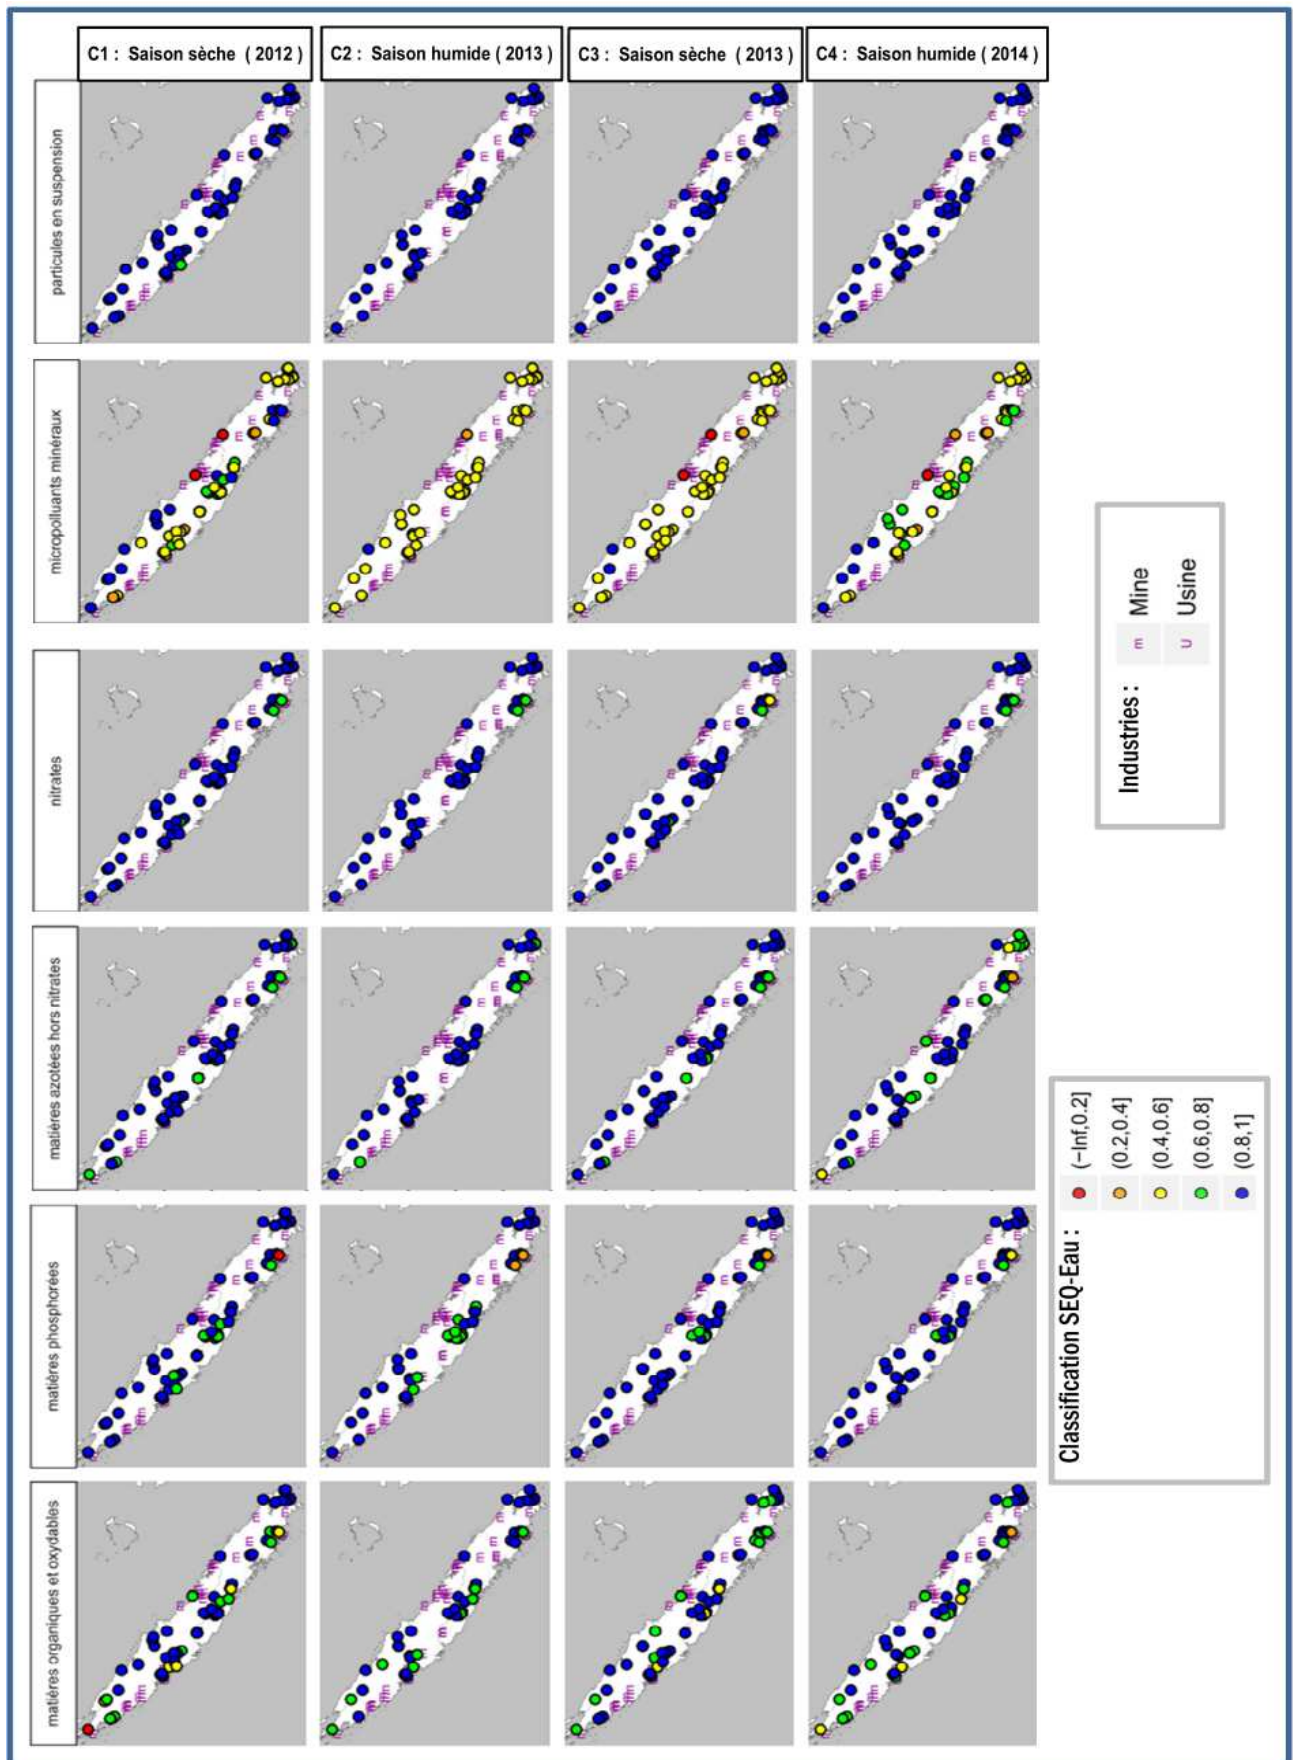 C1 : Saison sèche ( 2012 )
C2 : Saison humide ( 2013 )
C3 : Saison sèche ( 2013 )
C4 : Saison humide ( 2014 )
particules en suspension
micropolluants minéraux
nitrates
matières azotées hors nitrates
matières phosphorées
matières organiques et oxydables
Industries :
m Mine
u Usine
Classification SEQ-Eau :
(−Inf,0.2]
(0.2,0.4]
(0.4,0.6]
(0.6,0.8]
(0.8,1]